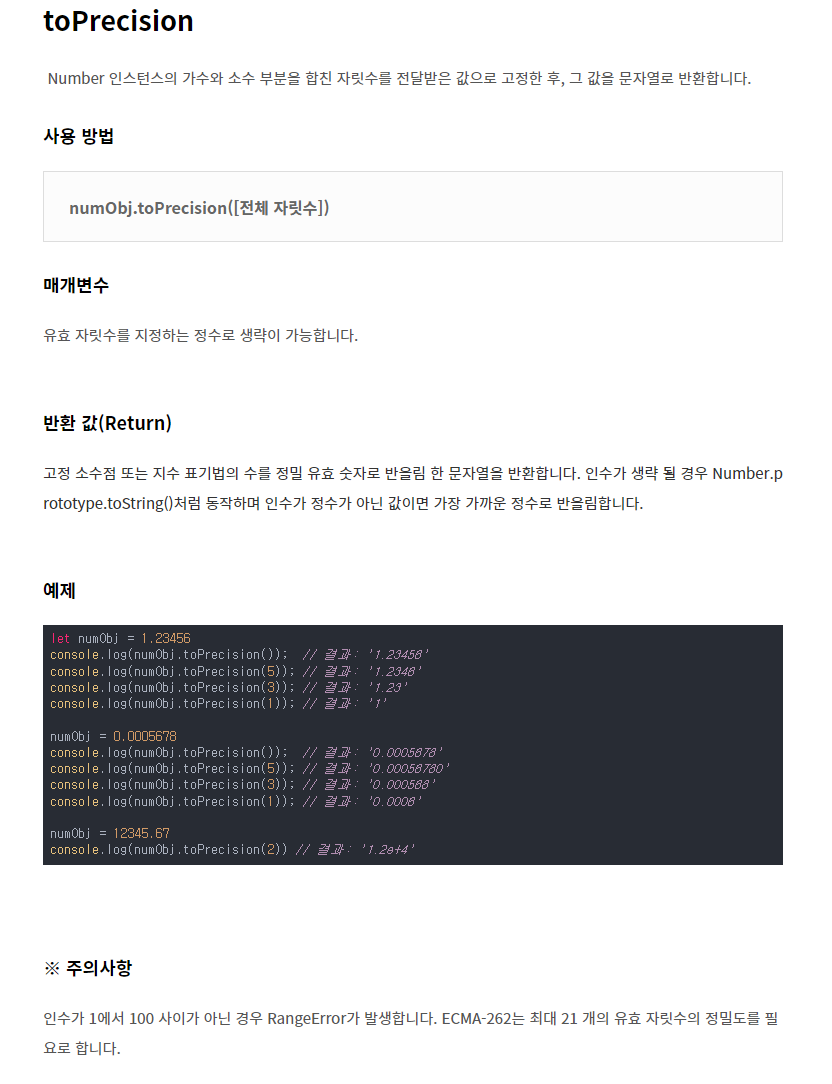 toPrecision
Number 인스턴스의 가수와 소수 부분을 합친 자릿수를 전달받은 값으로 고정한 후, 그 값을 문자열로 반환합니다.
사용 방법
numObj.toPrecision([전체 자릿수])
매개변수
유효 자릿수를 지정하는 정수로 생략이 가능합니다.
반환 값(Return)
고정 소수점 또는 지수 표기법의 수를 정밀 유효 숫자로 반올림 한 문자열을 반환합니다. 인수가 생략 될 경우 Number.p
rototype.toString()처럼 동작하며 인수가 정수가 아닌 값이면 가장 가까운 정수로 반올림합니다.
예제
let numObj = 1.23456
console.log(numObj.toPrecision());  // 결과: '1.23456'
console.log(numObj.toPrecision(5)); // 결과: '1.2346'
console.log(numObj.toPrecision(3)); // 결과: '1.23'
console.log(numObj.toPrecision(1)); // 결과: '1'
numObj = 0.0005678
console.log(numObj.toPrecision());  // 결과: '0.0005678'
console.log(numObj.toPrecision(5)); // 결과: '0.00056780'
console.log(numObj.toPrecision(3)); // 결과: '0.000568'
console.log(numObj.toPrecision(1)); // 결과: '0.0006'
numObj = 12345.67
console.log(numObj.toPrecision(2)) // 결과: '1.2e+4'
※ 주의사항
인수가 1에서 100 사이가 아닌 경우 RangeError가 발생합니다. ECMA-262는 최대 21 개의 유효 자릿수의 정밀도를 필
요로 합니다.